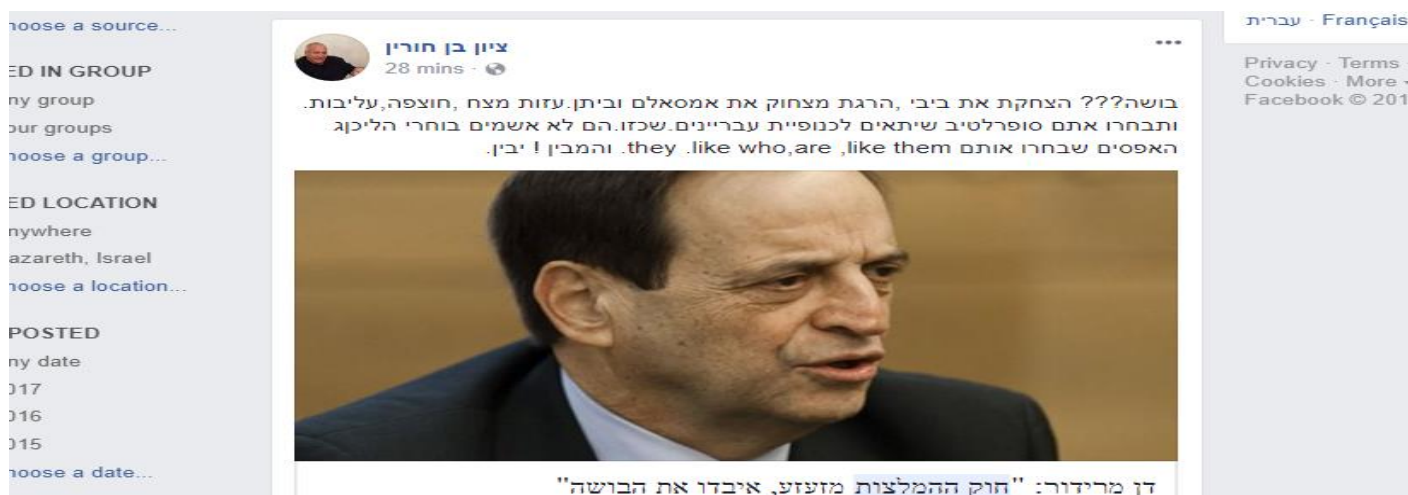 hoose a source...
ED IN GROUP
ny group
our groups
hoose a group...
ED LOCATION
nywhere
azareth, Israel
hoose a location...
POSTED
ny date
017
016
015
hoose a date...
ציון בן חורין
28 mins ·
בושה??? הצחקת את ביבי ,הרגת מצחוק את אמסאלם וביתן.עזות מצח ,חוצפה,עליבות.
ותבחרו אתם סופרלטיב שיתאים לכנופיית עבריינים.שכזו.הם לא אשמים בוחרי הליכוןג
האפסים שבחרו אותם they .like who,are ,like them. והמבין ! יבין.
דן מרידור: "חוק ההמלצות מזעזע, איבדו את הבושה"
עברית · Français
Privacy · Terms ·
Cookies · More
Facebook © 201